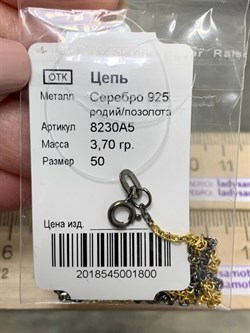 ОТК Цепь
Металл Серебро 925
родий/позолота
Артикул 8230А5
Масса 3,70 гр.
Размер 50
Цена изд.
2018545001800